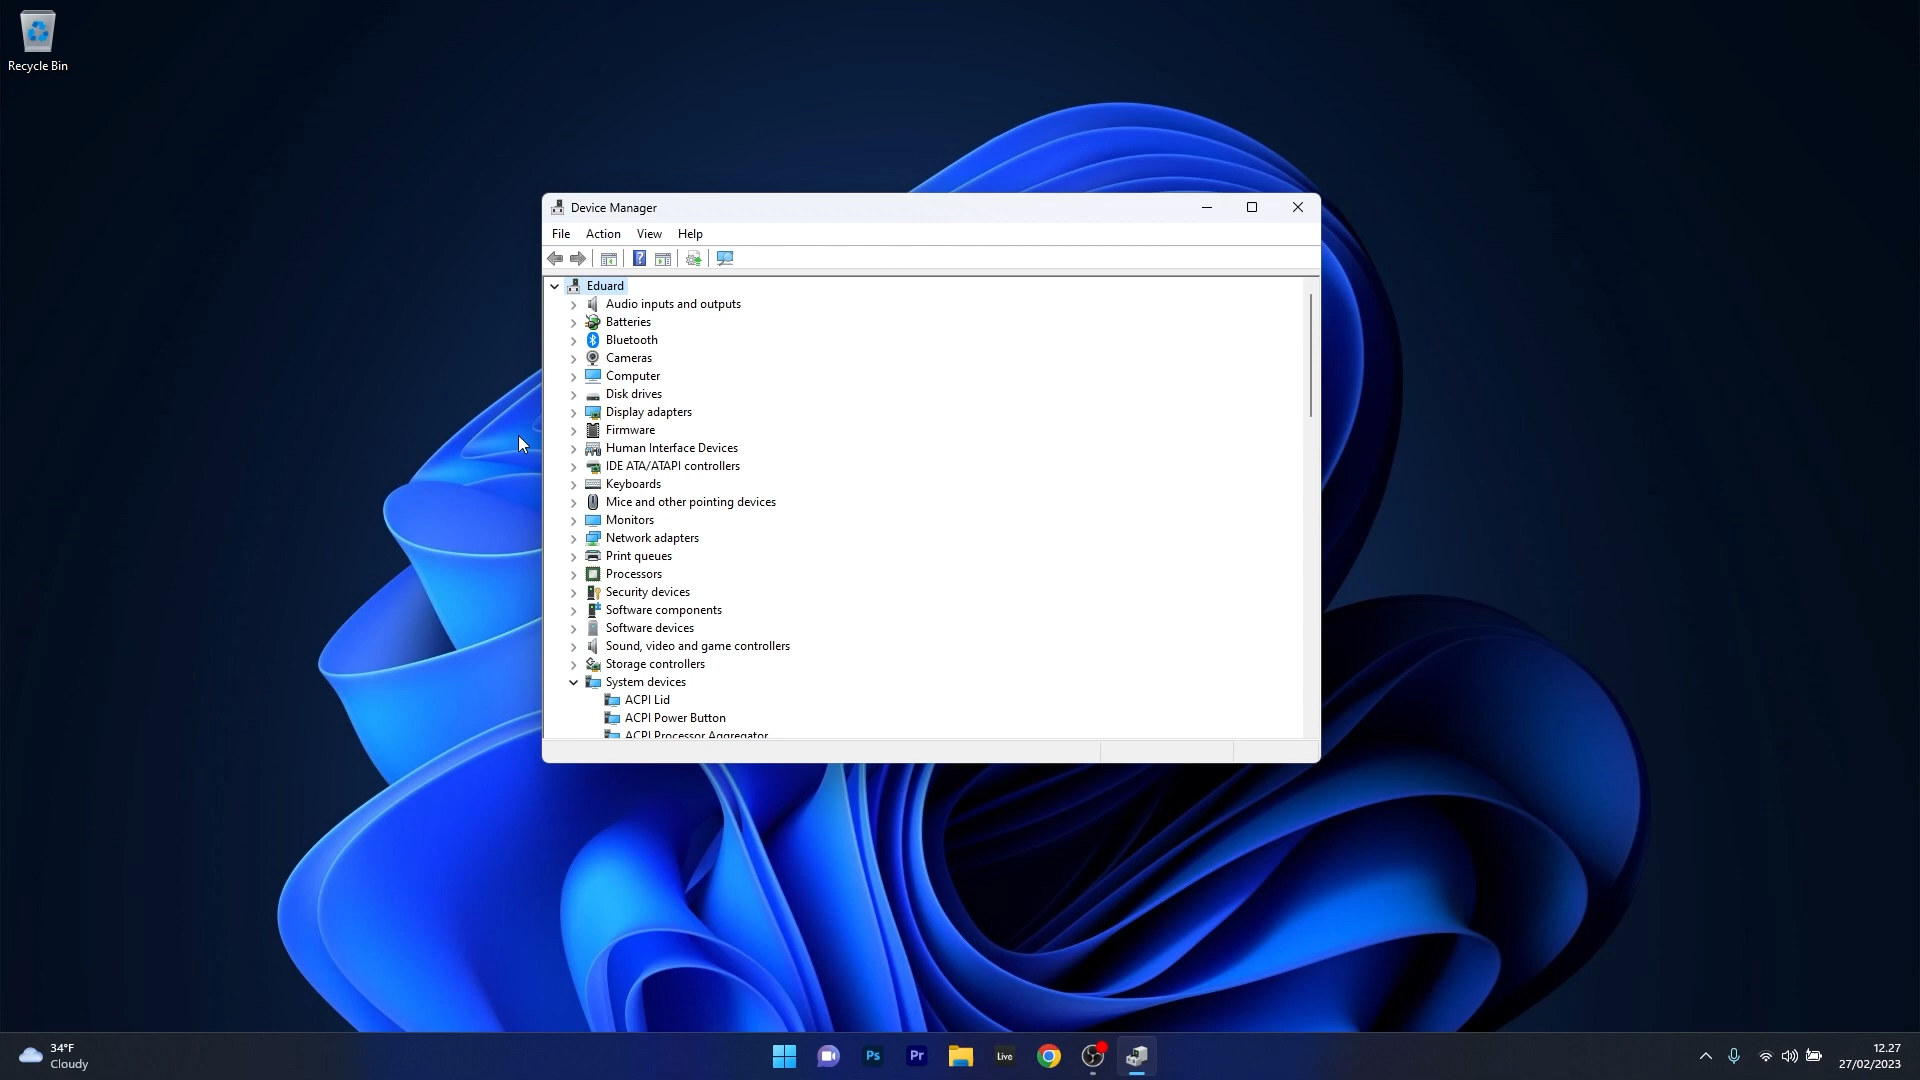 Recycle Bin
Device Manager
File Action View Help
?
Eduard
Audio inputs and outputs
Batteries
Bluetooth
Cameras
Computer
Disk drives
Display adapters
Firmware
Human Interface Devices
IDE ATA/ATAPI controllers
Keyboards
Mice and other pointing devices
Monitors
Network adapters
Print queues
Processors
Security devices
Software components
Software devices
Sound, video and game controllers
Storage controllers
System devices
ACPI Lid
ACPI Power Button
ACPI Processor Aggregator
34°F
Cloudy
Ps
Pr
Live
12.27
27/02/2023